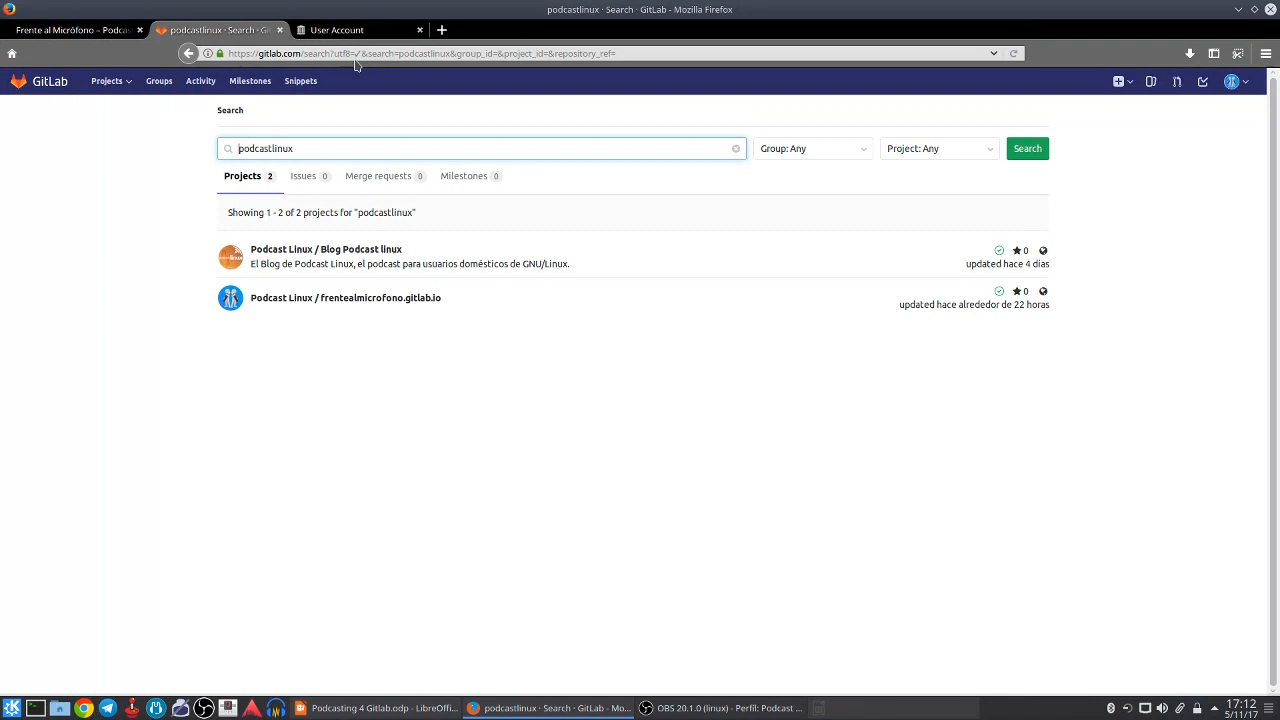 podcastlinux · Search · GitLab - Mozilla Firefox
Frente al Micrófono – Podcas
podcastlinux · Search · Git
User Account
https://gitlab.com/search?utf8=✓&search=podcastlinux&group_id=&project_id=&repository_ref=
GitLab
Projects
Groups
Activity
Milestones
Snippets
Search
podcastlinux
Group: Any
Project: Any
Search
Projects 2
Issues 0
Merge requests 0
Milestones 0
Showing 1 - 2 of 2 projects for "podcastlinux"
Podcast Linux / Blog Podcast linux
0
El Blog de Podcast Linux, el podcast para usuarios domésticos de GNU/Linux.
updated hace 4 días
Podcast Linux / frentealmicrofono.gitlab.io
0
updated hace alrededor de 22 horas
Posdcasting 4 Gitlab.odp - LibreOffi...
podcastlinux · Search · GitLab - Mo...
OBS 20.1.0 (linux) - Perfil: Podcast ...
17:12
5/11/17